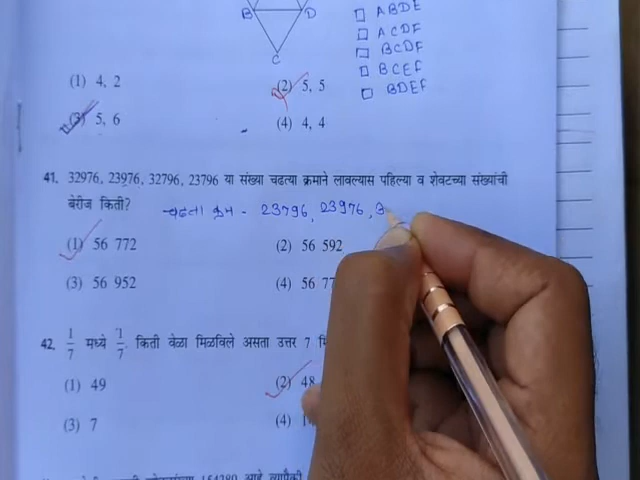 B D
C
□ ABDE
□ ACDF
□ BCDF
□ BCEF
□ BDEF
(1) 4, 2 (2) 5, 5
(3) 5, 6 (4) 4, 4
41. 32976, 23976, 32796, 23796 या संख्या चढत्या क्रमाने लावल्यास पहिल्या व शेवटच्या संख्यांची
बेरीज किती? चढता क्रम - 23796, 23976, 3
(1) 56 772 (2) 56 592
(3) 56 952 (4) 56 77
42. 1/7 मध्ये 1/7 किती वेळा मिळविले असता उत्तर 7
(1) 49 (2) 48
(3) 7 (4)